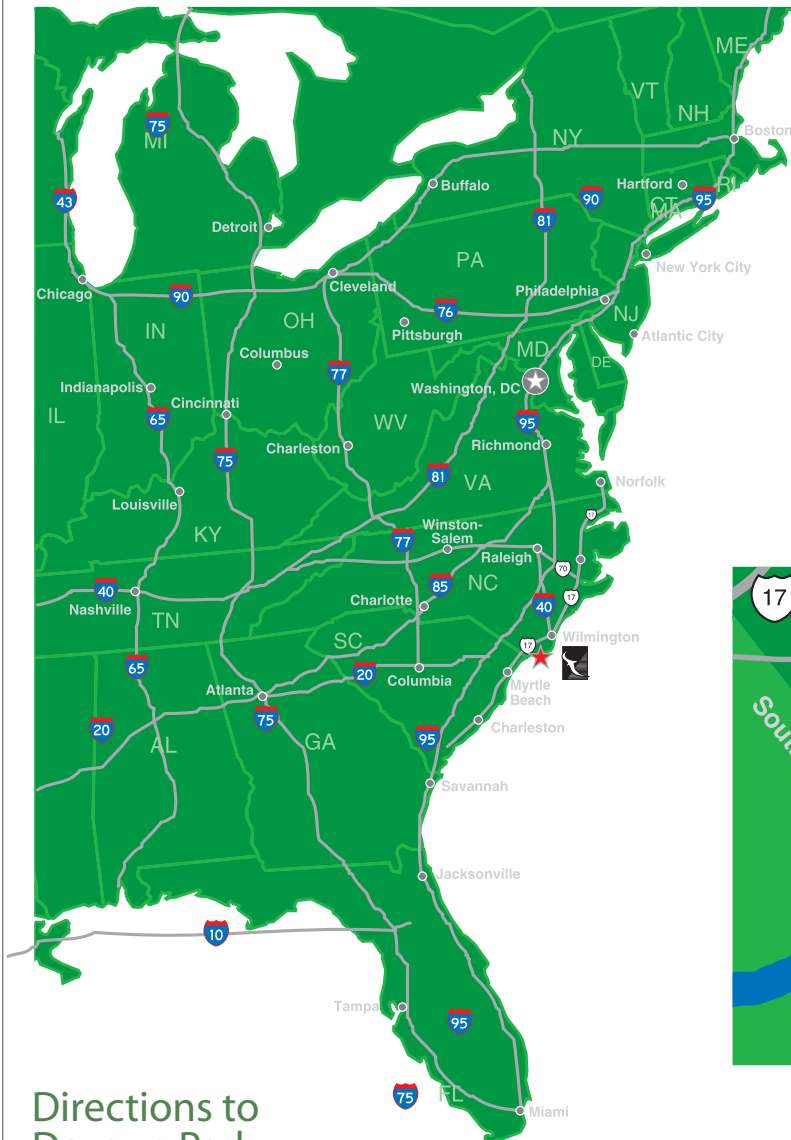 ME
VT
NH
NY
Boston
75
MI
43
Buffalo
Hartford
90
95
RI
CT
MA
81
Detroit
PA
New York City
Chicago
90
Cleveland
76
Philadelphia
NJ
IN
OH
Pittsburgh
Atlantic City
Columbus
MD
DE
77
Washington, DC
Indianapolis
Cincinnati
IL
65
WV
95
Richmond
75
Charleston
81
VA
Norfolk
Louisville
17
KY
Winston-
Salem
77
Raleigh
70
40
85
NC
17
Nashville
Charlotte
40
TN
SC
17
Wilmington
65
20
Columbia
Atlanta
Myrtle
Beach
75
20
AL
GA
95
Charleston
Savannah
Jacksonville
10
Tampa
95
75
FL
Miami
17
Directions to